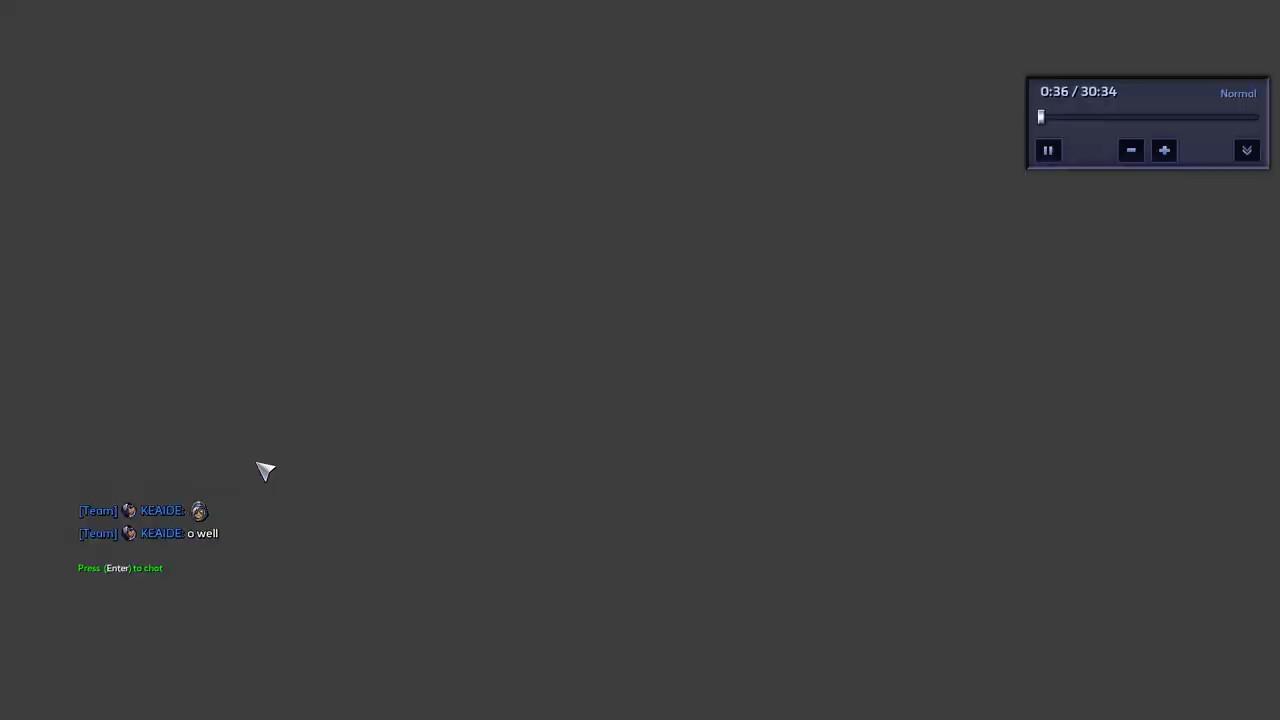 0:36 / 30:34
Normal
[Team] KEAIDE:
[Team] KEAIDE: o well
Press (Enter) to chat